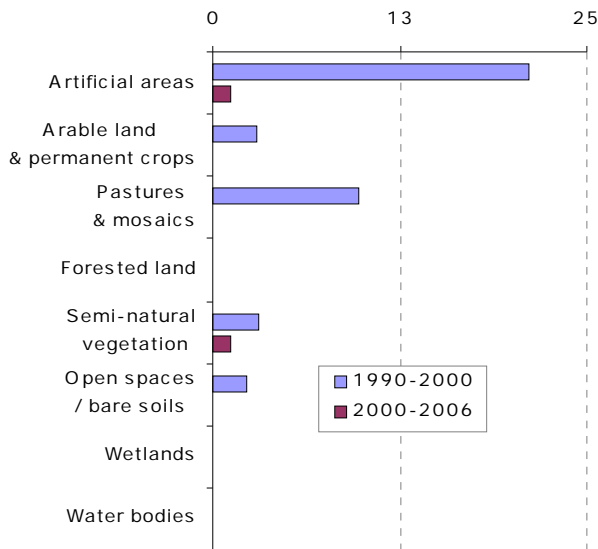 0 13 25
Artificial areas
Arable land
& permanent crops
Pastures
& mosaics
Forested land
Semi-natural
vegetation
Open spaces
/ bare soils
1990-2000
2000-2006
Wetlands
Water bodies